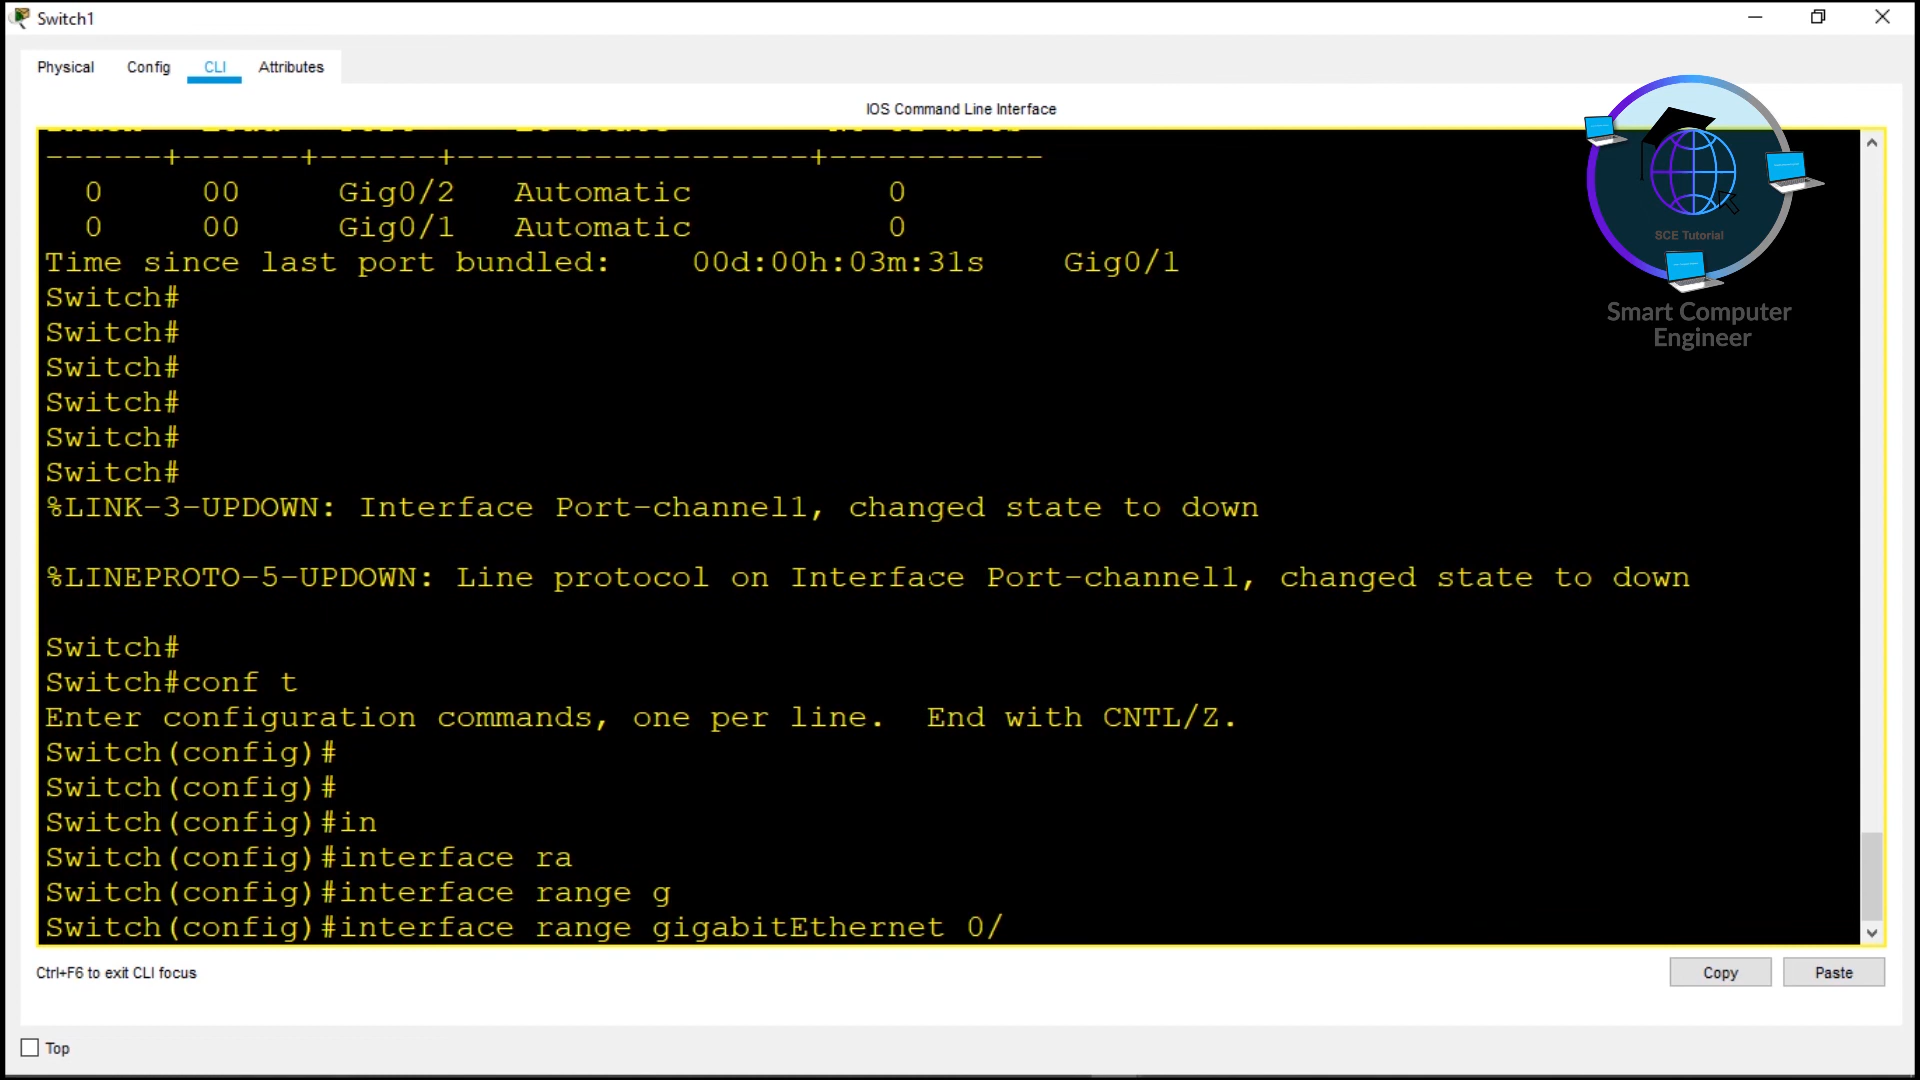 Switch1
Physical Config CLI Attributes
IOS Command Line Interface
------+------+------+------------------+-----------
0 00 Gig0/2 Automatic 0
0 00 Gig0/1 Automatic 0
Time since last port bundled: 00d:00h:03m:31s Gig0/1
Switch#
Switch#
Switch#
Switch#
Switch#
Switch#
%LINK-3-UPDOWN: Interface Port-channel1, changed state to down
%LINEPROTO-5-UPDOWN: Line protocol on Interface Port-channel1, changed state to down
Switch#
Switch#conf t
Enter configuration commands, one per line. End with CNTL/Z.
Switch(config)#
Switch(config)#
Switch(config)#in
Switch(config)#interface ra
Switch(config)#interface range g
Switch(config)#interface range gigabitEthernet 0/
SCE Tutorial
Smart Computer
Engineer
Ctrl+F6 to exit CLI focus
Copy Paste
Top